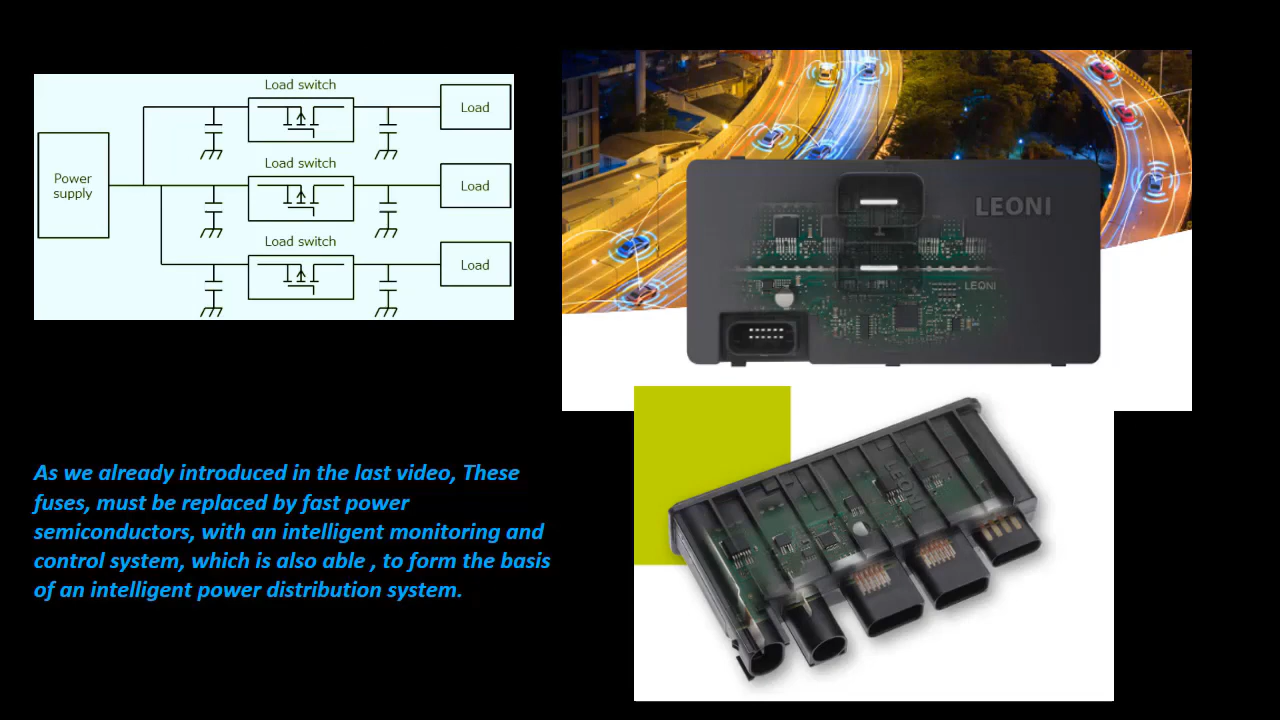 Load switch
Load
Power
supply
Load switch
Load
Load switch
Load
LEONI
LEONI
LEONI
As we already introduced in the last video, These
fuses, must be replaced by fast power
semiconductors, with an intelligent monitoring and
control system, which is also able , to form the basis
of an intelligent power distribution system.